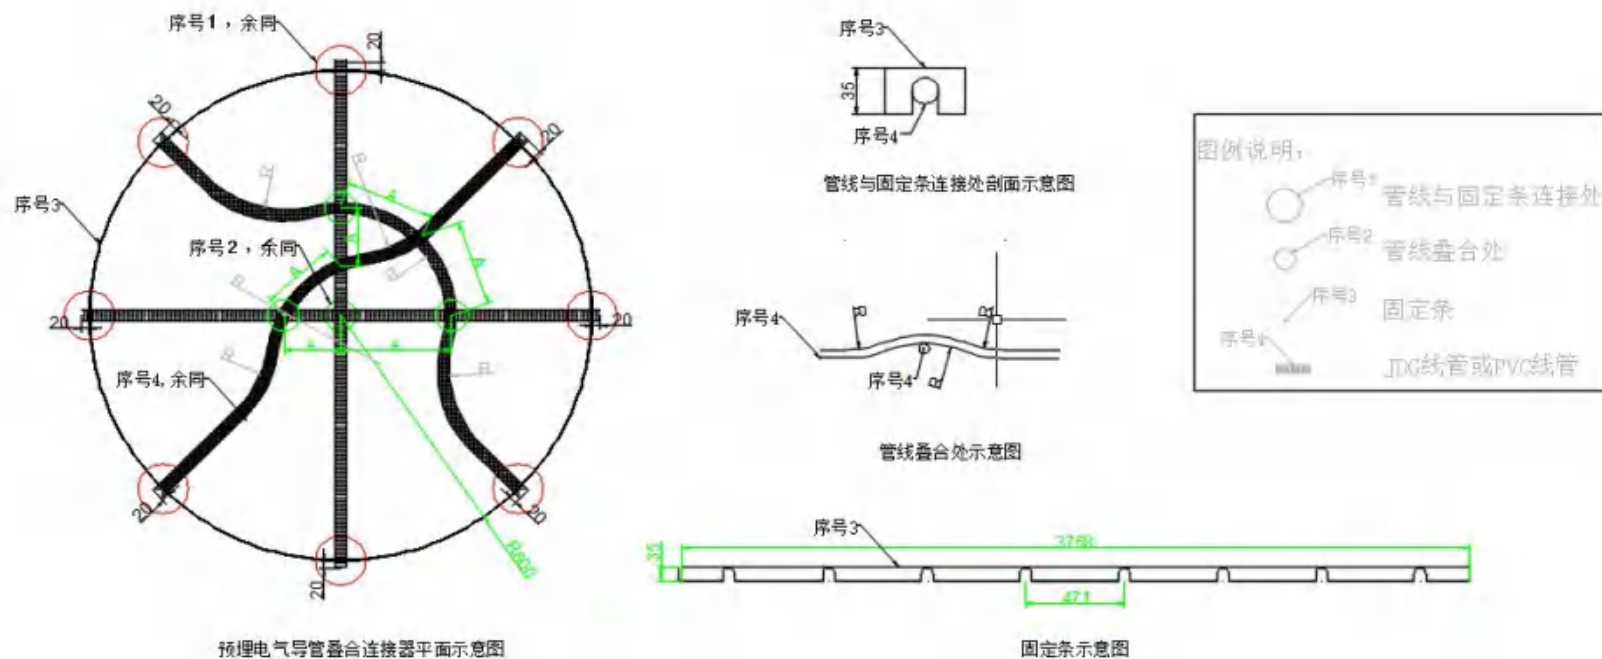 序号1，余同
20
20
20
序号3
序号2，余同
R
R
R
R
R
R
A
A
A
A
20
20
序号4,余同
20
20
20
R600
预埋电气导管叠合连接器平面示意图
序号3
35
序号4
管线与固定条连接处剖面示意图
序号4
R
R
R
序号4
管线叠合处示意图
序号3
3768
35
471
固定条示意图
图例说明：
序号1
管线与固定条连接处
序号2
管线叠合处
序号3
固定条
序号4
JDG线管或PVC线管